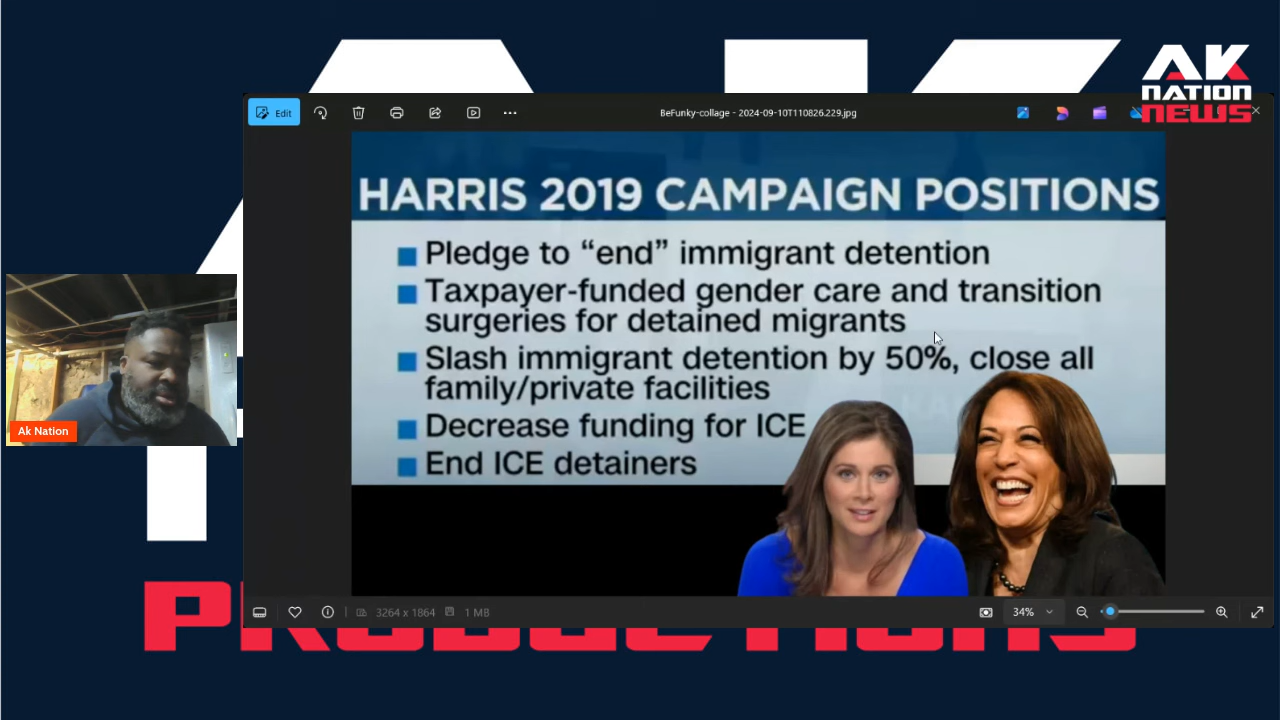 AK
NATION
NEWS
Edit
BeFunky-collage - 2024-09-10T110826.229.jpg
HARRIS 2019 CAMPAIGN POSITIONS
Pledge to “end” immigrant detention
Taxpayer-funded gender care and transition
surgeries for detained migrants
Slash immigrant detention by 50%, close all
family/private facilities
Decrease funding for ICE
End ICE detainers
Ak Nation
3264 x 1864
1 MB
34%